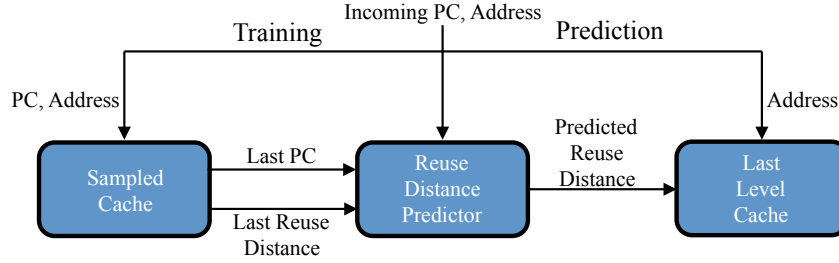 Incoming PC, Address
Training
Prediction
PC, Address
Address
Sampled
Cache
Last PC
Last Reuse
Distance
Reuse
Distance
Predictor
Predicted
Reuse
Distance
Last
Level
Cache